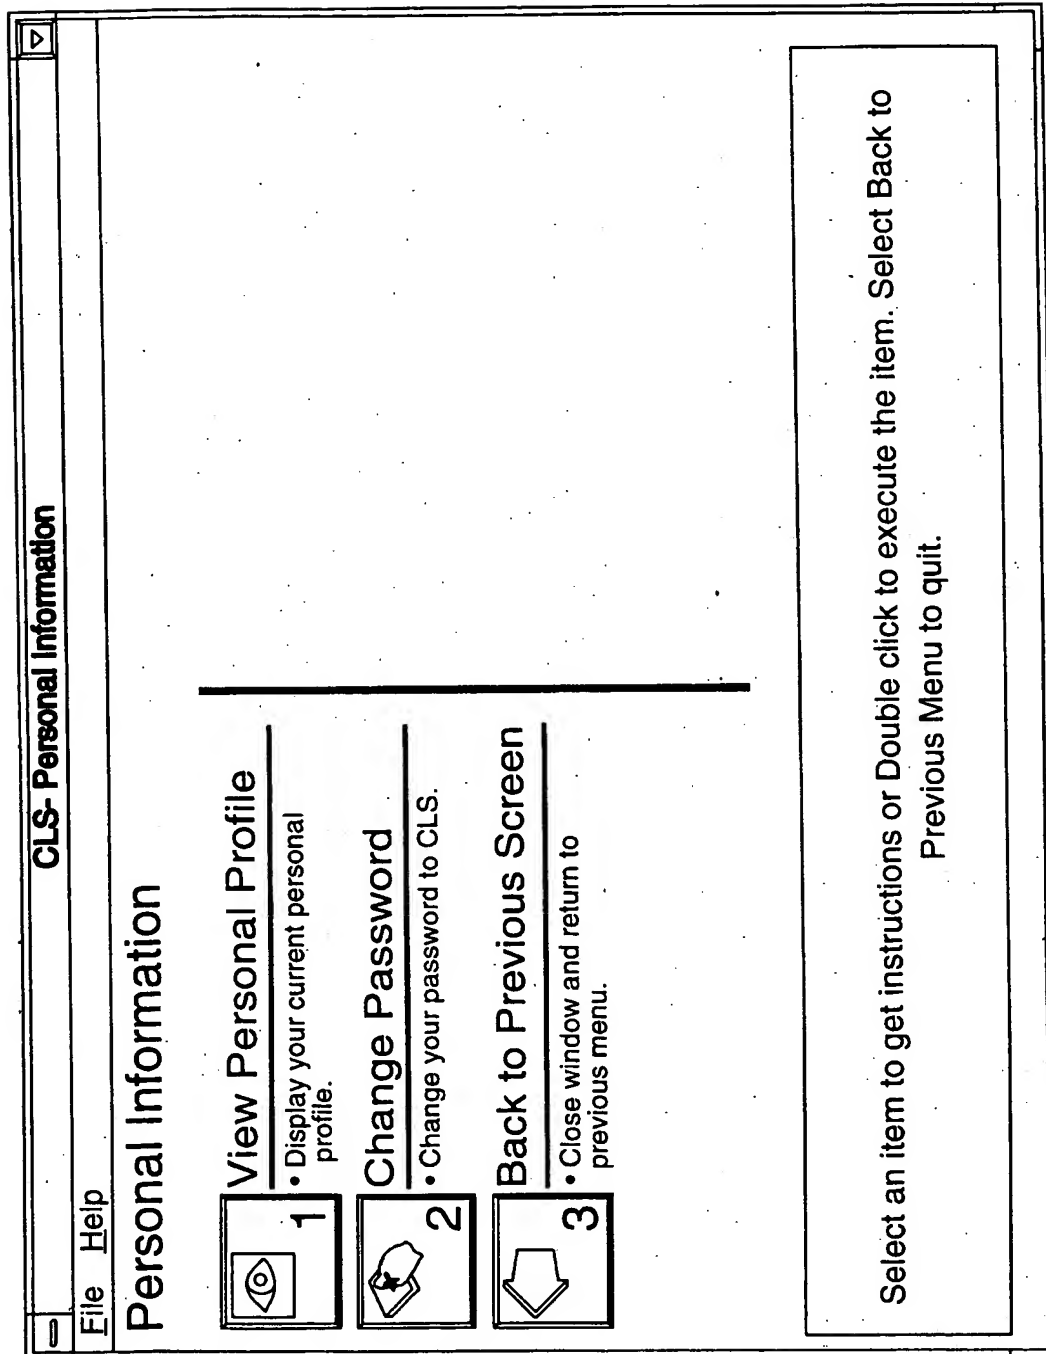 CLS- Personal Information
File Help
Personal Information
1
View Personal Profile
• Display your current personal
profile.
2
Change Password
• Change your password to CLS.
3
Back to Previous Screen
• Close window and return to
previous menu.
Select an item to get instructions or Double click to execute the item. Select Back to
Previous Menu to quit.